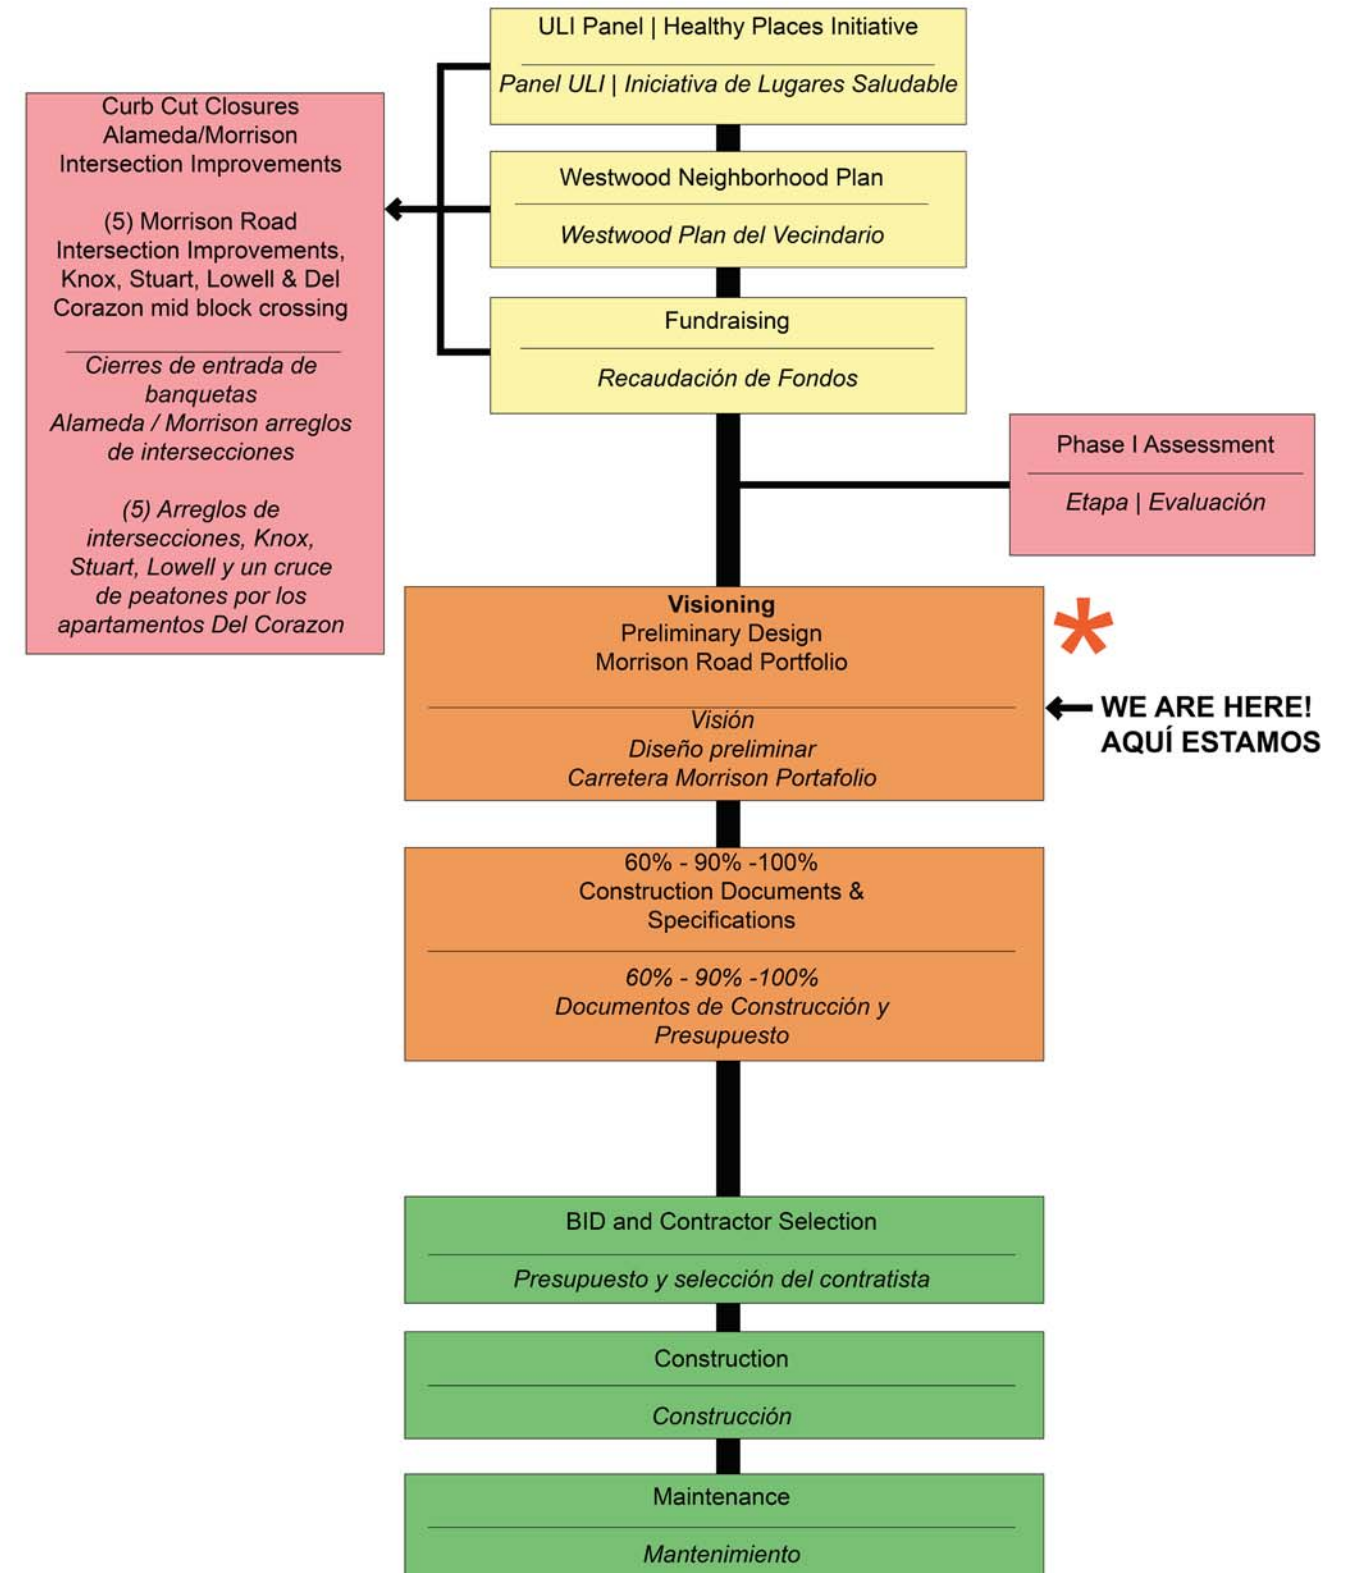 ULI Panel | Healthy Places Initiative
Panel ULI | Iniciativa de Lugares Saludable
Curb Cut Closures
Alameda/Morrison
Intersection Improvements
(5) Morrison Road
Intersection Improvements,
Knox, Stuart, Lowell & Del
Corazon mid block crossing
Cierres de entrada de
banquetas
Alameda / Morrison arreglos
de intersecciones
(5) Arreglos de
intersecciones, Knox,
Stuart, Lowell y un cruce
de peatones por los
apartamentos Del Corazon
Westwood Neighborhood Plan
Westwood Plan del Vecindario
Fundraising
Recaudación de Fondos
Phase I Assessment
Etapa | Evaluación
Visioning
Preliminary Design
Morrison Road Portfolio
Visión
Diseño preliminar
Carretera Morrison Portafolio
*
WE ARE HERE!
AQUÍ ESTAMOS
60% - 90% -100%
Construction Documents &
Specifications
60% - 90% -100%
Documentos de Construcción y
Presupuesto
BID and Contractor Selection
Presupuesto y selección del contratista
Construction
Construcción
Maintenance
Mantenimiento